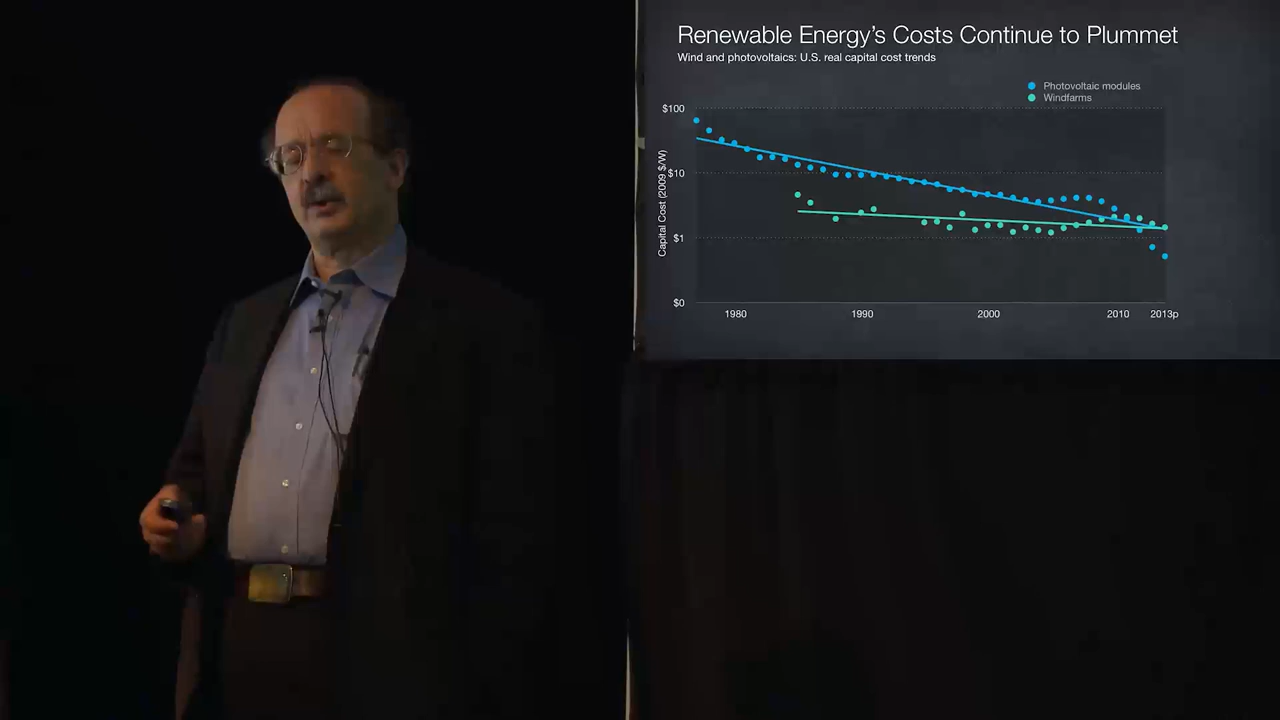 Renewable Energy's Costs Continue to Plummet
Wind and photovoltaics: U.S. real capital cost trends
Photovoltaic modules
Windfarms
$100
$10
$1
$0
Capital Cost (2009 $/W)
1980 1990 2000 2010 2013p